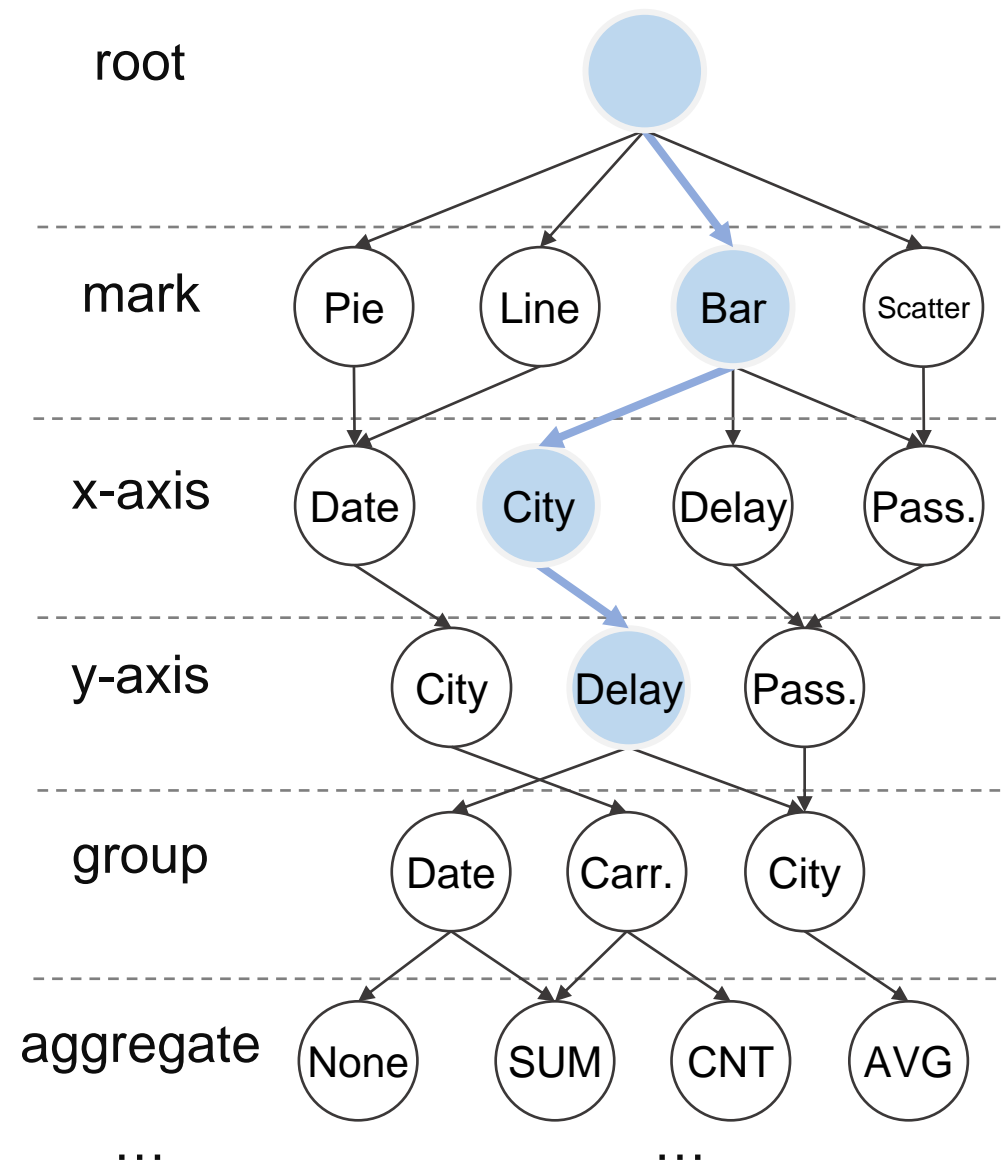 root
mark
Pie
Line
Bar
Scatter
x-axis
Date
City
Delay
Pass.
y-axis
City
Delay
Pass.
group
Date
Carr.
City
aggregate
None
SUM
CNT
AVG
...
...